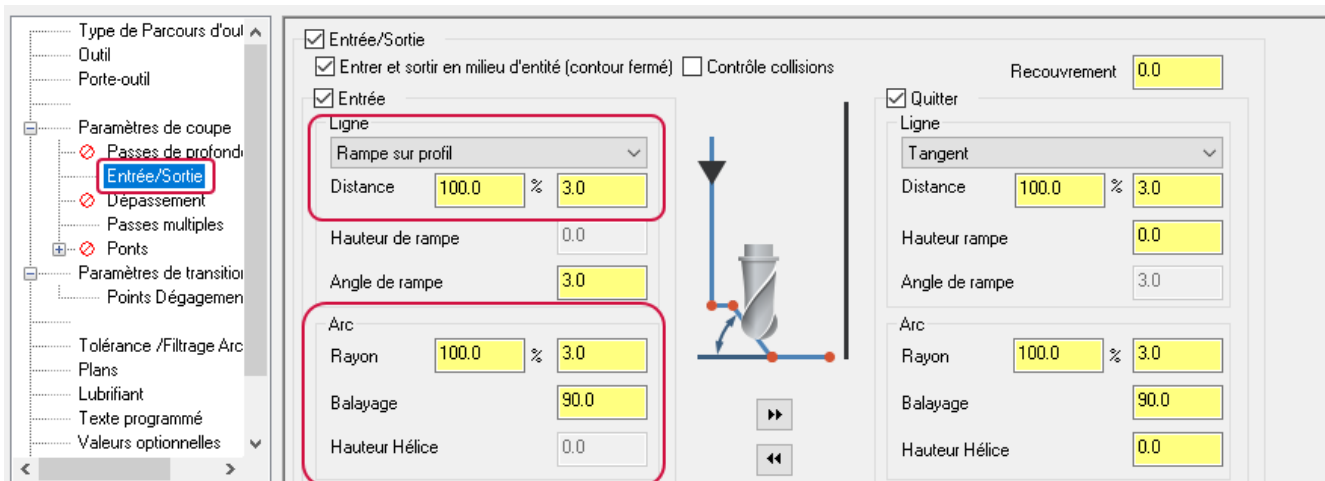 Type de Parcours d'out
Outil
Porte-outil
Paramètres de coupe
Passes de profonde
Entrée/Sortie
Dépassement
Passes multiples
Ponts
Paramètres de transition
Points Dégagemen
Tolérance /Filtrage Arc
Plans
Lubrifiant
Texte programmé
Valeurs optionnelles
Entrée/Sortie
Entrer et sortir en milieu d'entité (contour fermé) Contrôle collisions
Recouvrement 0.0
Entrée
Ligne
Rampe sur profil
Distance 100.0 % 3.0
Hauteur de rampe 0.0
Angle de rampe 3.0
Arc
Rayon 100.0 % 3.0
Balayage 90.0
Hauteur Hélice 0.0
Quitter
Ligne
Tangent
Distance 100.0 % 3.0
Hauteur rampe 0.0
Angle de rampe 3.0
Arc
Rayon 100.0 % 3.0
Balayage 90.0
Hauteur Hélice 0.0